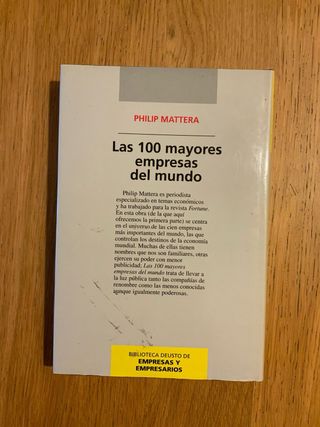 PHILIP MATTERA
Las 100 mayores
empresas
del mundo
Philip Mattera es periodista
especializado en temas económicos
y ha trabajado para la revista Fortune.
En esta obra (de la que aquí
ofrecemos la primera parte) se centra
en el universo de las cien empresas
más importantes del mundo, las que
controlan los destinos de la economía
mundial. Muchas de ellas tienen
nombres que nos son familiares, otras
ejercen su poder con menor
publicidad; Las 100 mayores
empresas del mundo trata de llevar a
la luz pública tanto las compañías de
renombre como las menos conocidas
aunque igualmente poderosas.
BIBLIOTECA DEUSTO DE
EMPRESAS Y
EMPRESARIOS